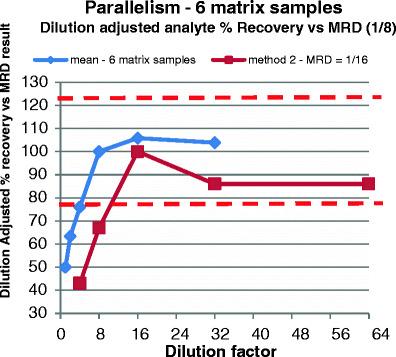 Parallelism - 6 matrix samples
Dilution adjusted analyte % Recovery vs MRD (1/8)
mean - 6 matrix samples method 2 - MRD = 1/16
Dilution Adjusted % recovery vs MRD result
130
120
110
100
90
80
70
60
50
40
30
0 8 16 24 32 40 48 56 64
Dilution factor